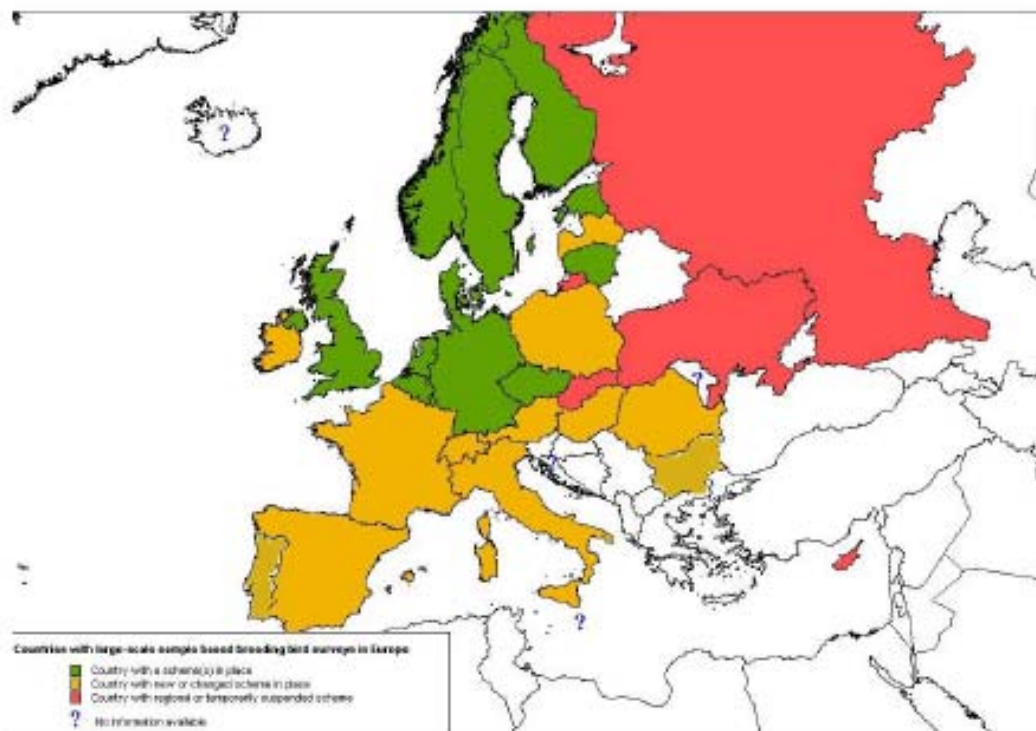 ?
?
?
?
Countries with large-scale sample based breeding bird surveys in Europe
Country with a scheme(s) in place
Country with new or changed scheme in place
Country with regional or temporarily suspended scheme
? No information available